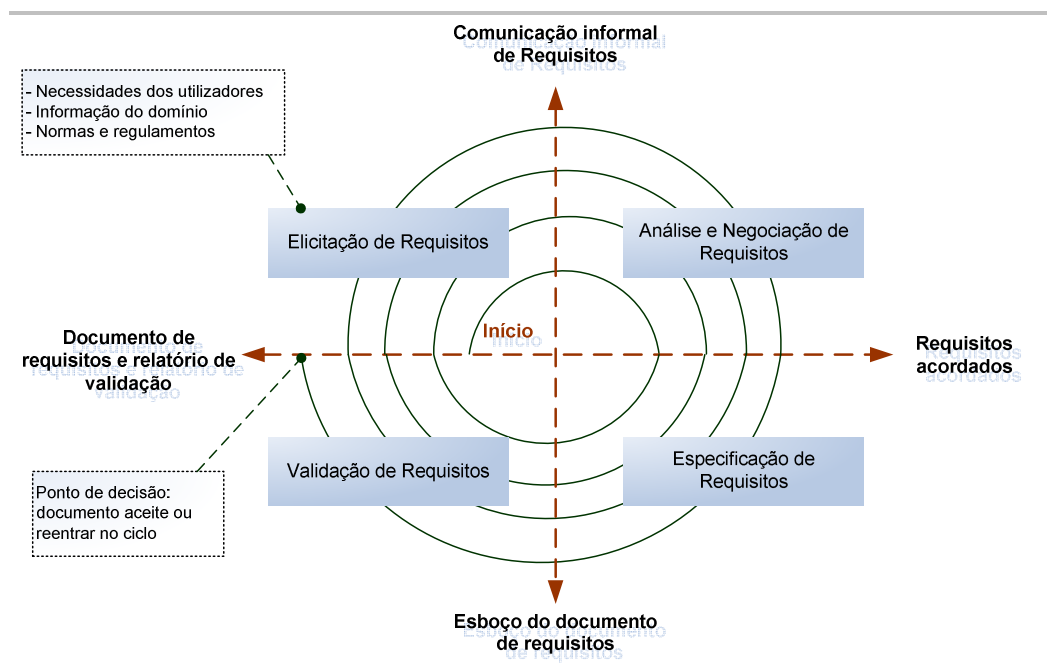 Comunicação informal
de Requisitos
- Necessidades dos utilizadores
- Informação do domínio
- Normas e regulamentos
Elicitação de Requisitos
Análise e Negociação de
Requisitos
Início
Documento de
requisitos e relatório de
validação
Requisitos
acordados
Validação de Requisitos
Especificação de
Requisitos
Ponto de decisão:
documento aceite ou
reentrar no ciclo
Esboço do documento
de requisitos